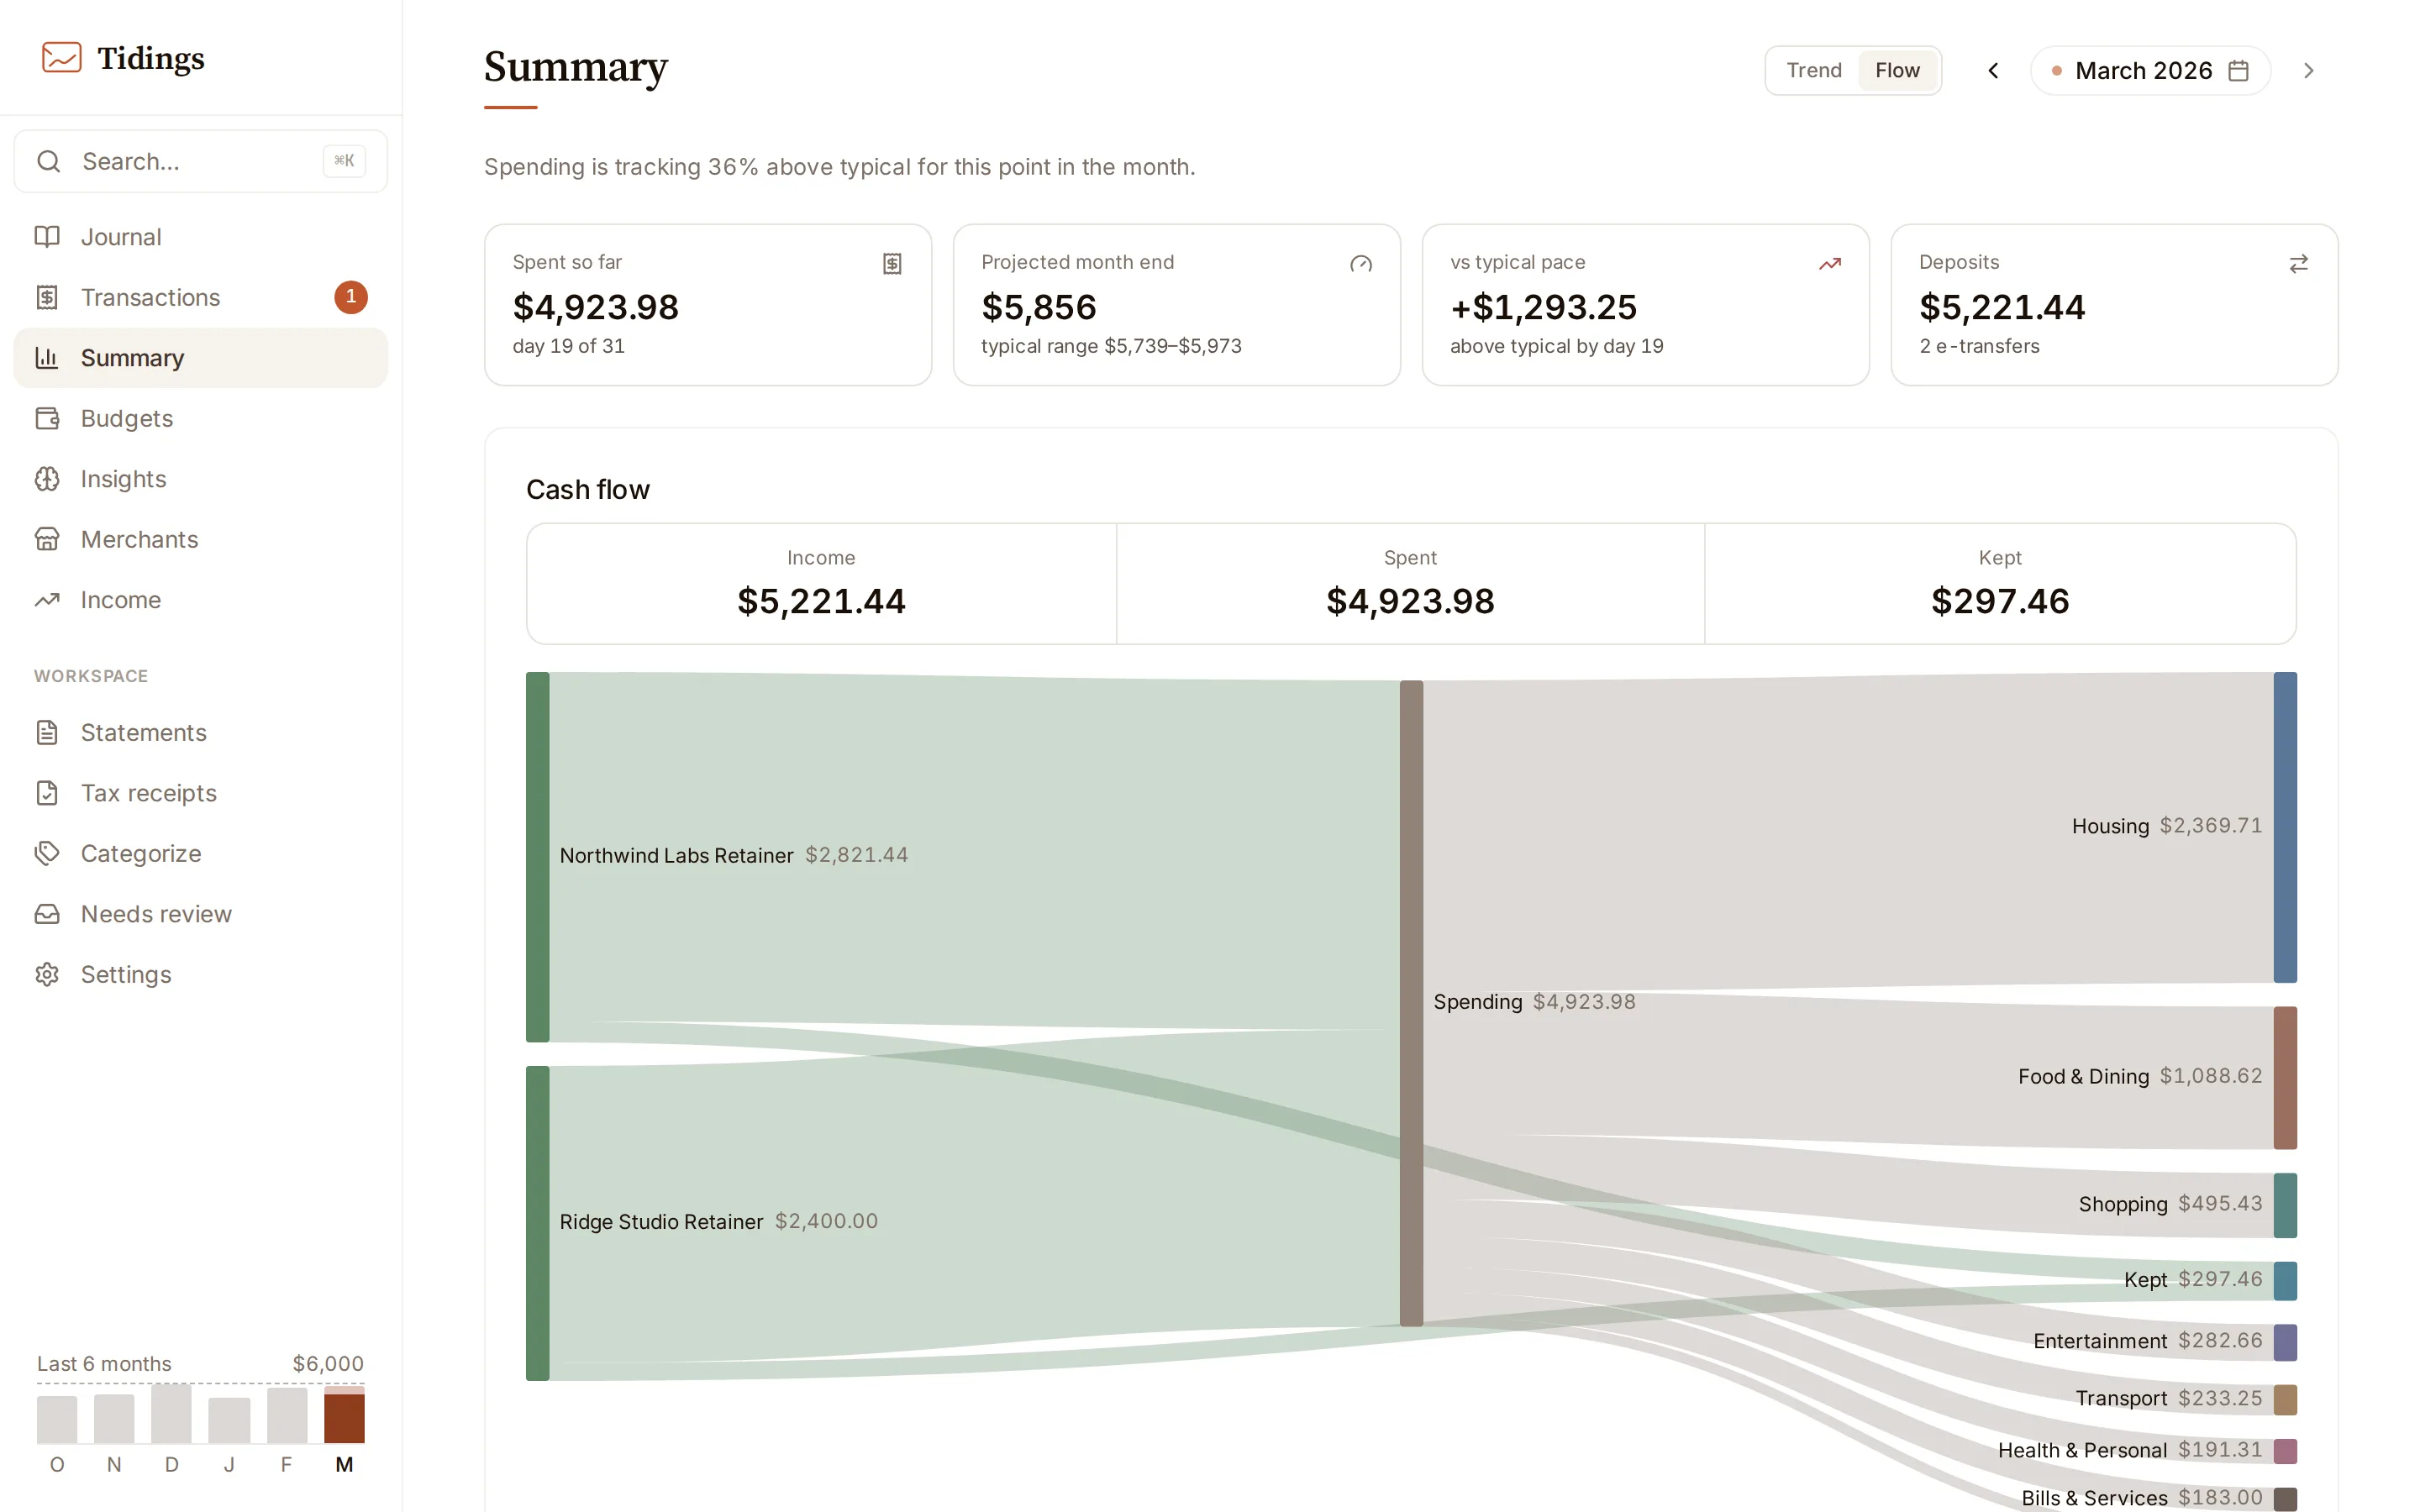 Tidings
Search...
⌘K
Journal
Transactions
1
Summary
Budgets
Insights
Merchants
Income
WORKSPACE
Statements
Tax receipts
Categorize
Needs review
Settings
Last 6 months $6,000
O N D J F M
Summary
Trend Flow
March 2026
Spending is tracking 36% above typical for this point in the month.
Spent so far
$4,923.98
day 19 of 31
Projected month end
$5,856
typical range $5,739–$5,973
vs typical pace
+$1,293.25
above typical by day 19
Deposits
$5,221.44
2 e-transfers
Cash flow
Income
$5,221.44
Spent
$4,923.98
Kept
$297.46
Northwind Labs Retainer $2,821.44
Ridge Studio Retainer $2,400.00
Spending $4,923.98
Housing $2,369.71
Food & Dining $1,088.62
Shopping $495.43
Kept $297.46
Entertainment $282.66
Transport $233.25
Health & Personal $191.31
Bills & Services $183.00